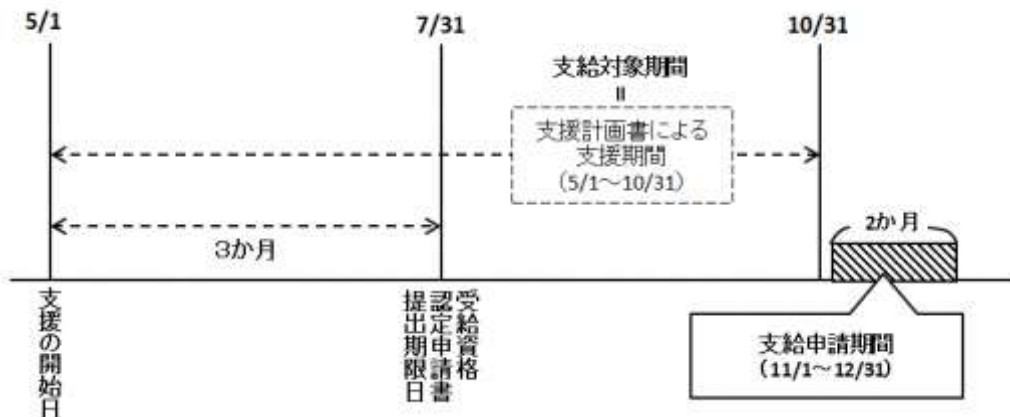 5/1
7/31
10/31
支給対象期間
＝
支援計画書による
支援期間
（5/1～10/31）
3か月
2か月
支援の開始日
受給資格
認定申請書
提出期限日
支給申請期間
（11/1～12/31）